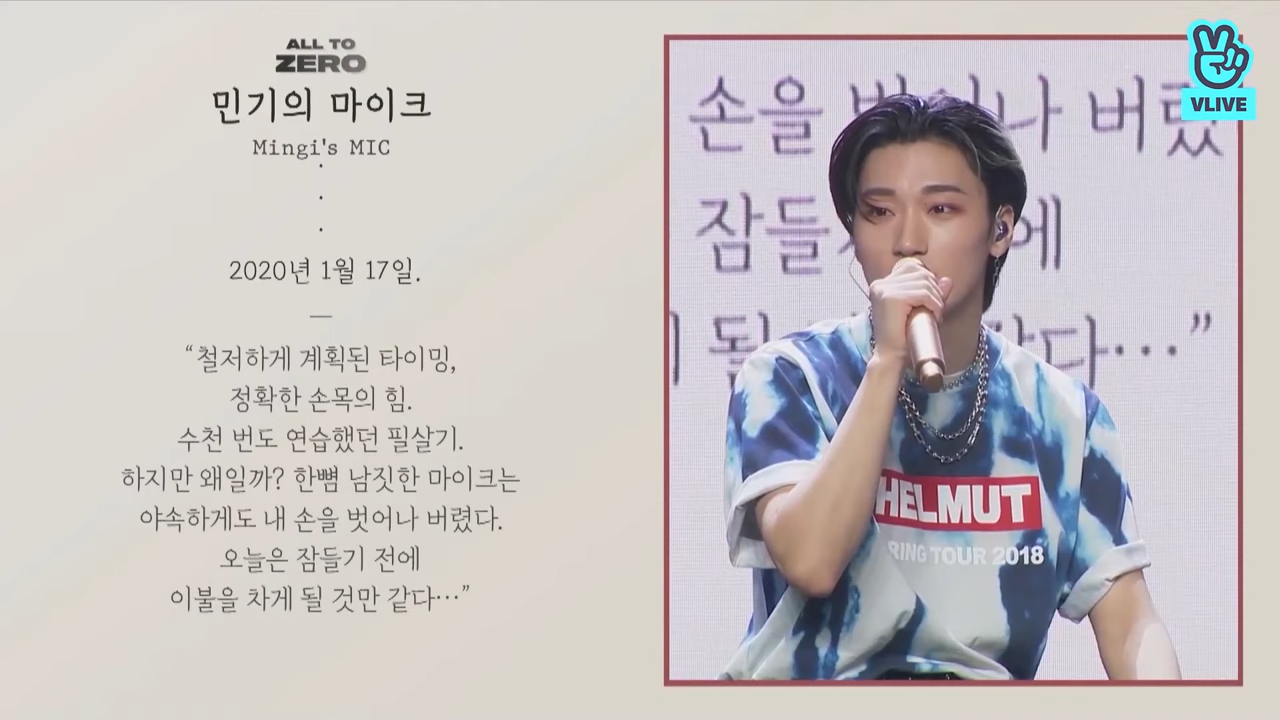 ALL TO
ZERO
민기의 마이크
Mingi's MIC
2020년 1월 17일.
“철저하게 계획된 타이밍,
정확한 손목의 힘.
수천 번도 연습했던 필살기.
하지만 왜일까? 한뼘 남짓한 마이크는
야속하게도 내 손을 벗어나 버렸다.
오늘은 잠들기 전에
이불을 차게 될 것만 같다…”
VLIVE
손을 벗어나 버렸
잠들 에
될 같다…”
HELMUT
RING TOUR 2018